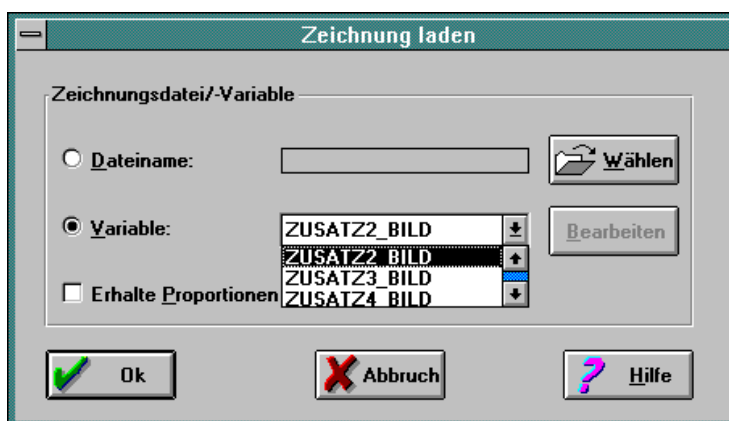 Zeichnung laden
Zeichnungsdatei/-Variable
Dateiname:
Wählen
Variable:
ZUSATZ2_BILD
Bearbeiten
ZUSATZ2_BILD
ZUSATZ3_BILD
Erhalte Proportionen
ZUSATZ4_BILD
Ok
Abbruch
Hilfe